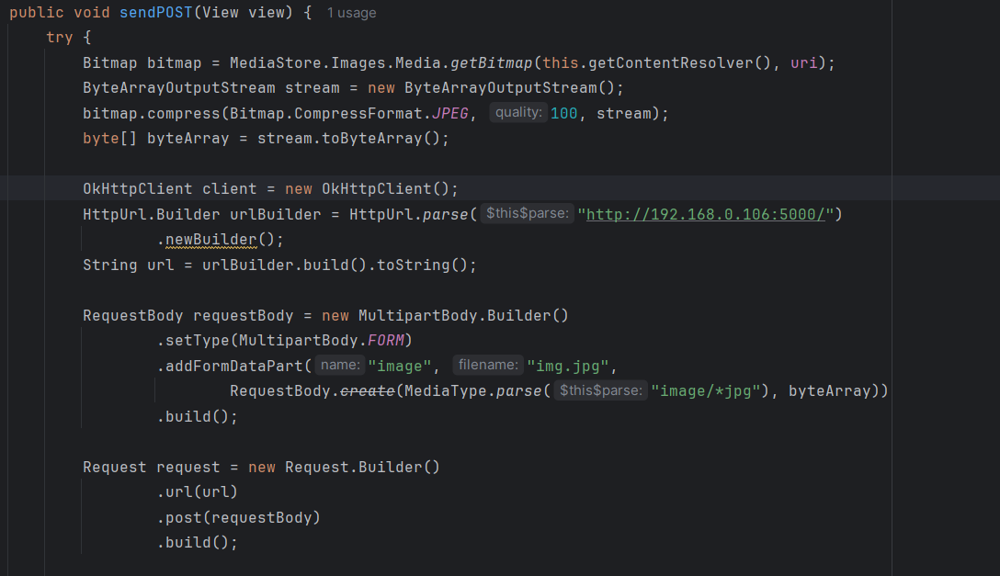 public void sendPOST(View view) { 1 usage
try {
Bitmap bitmap = MediaStore.Images.Media.getBitmap(this.getContentResolver(), uri);
ByteArrayOutputStream stream = new ByteArrayOutputStream();
bitmap.compress(Bitmap.CompressFormat.JPEG, quality: 100, stream);
byte[] byteArray = stream.toByteArray();
OkHttpClient client = new OkHttpClient();
HttpUrl.Builder urlBuilder = HttpUrl.parse( $this$parse: "http://192.168.0.106:5000/")
.newBuilder();
String url = urlBuilder.build().toString();
RequestBody requestBody = new MultipartBody.Builder()
.setType(MultipartBody.FORM)
.addFormDataPart( name: "image", filename: "img.jpg",
RequestBody.create(MediaType.parse( $this$parse: "image/*jpg"), byteArray))
.build();
Request request = new Request.Builder()
.url(url)
.post(requestBody)
.build();